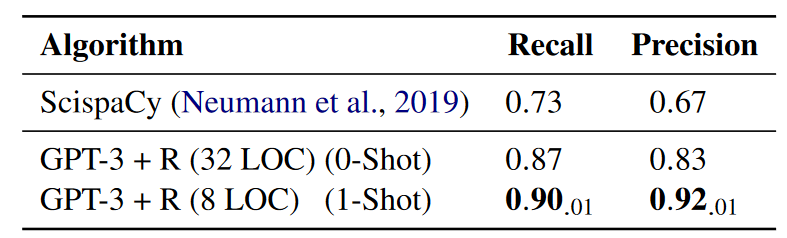 Algorithm Recall Precision
ScispaCy (Neumann et al., 2019) 0.73 0.67
GPT-3 + R (32 LOC) (0-Shot) 0.87 0.83
GPT-3 + R (8 LOC) (1-Shot) 0.90.01 0.92.01